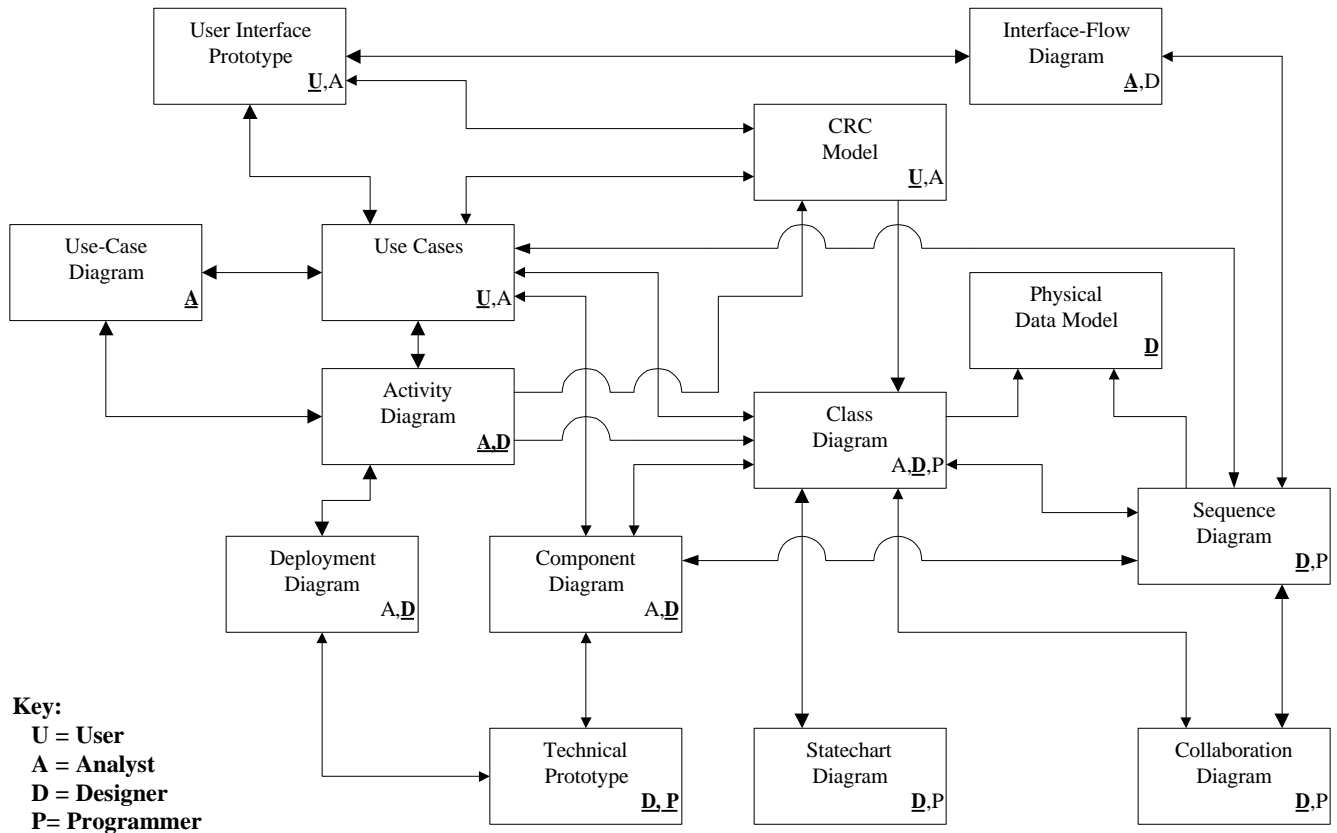 User Interface
Prototype
U,A
Interface-Flow
Diagram
A,D
CRC
Model
U,A
Use-Case
Diagram
A
Use Cases
U,A
Physical
Data Model
D
Activity
Diagram
A,D
Class
Diagram
A,D,P
Sequence
Diagram
D,P
Deployment
Diagram
A,D
Component
Diagram
A,D
Key:
U = User
A = Analyst
D = Designer
P= Programmer
Technical
Prototype
D, P
Statechart
Diagram
D,P
Collaboration
Diagram
D,P